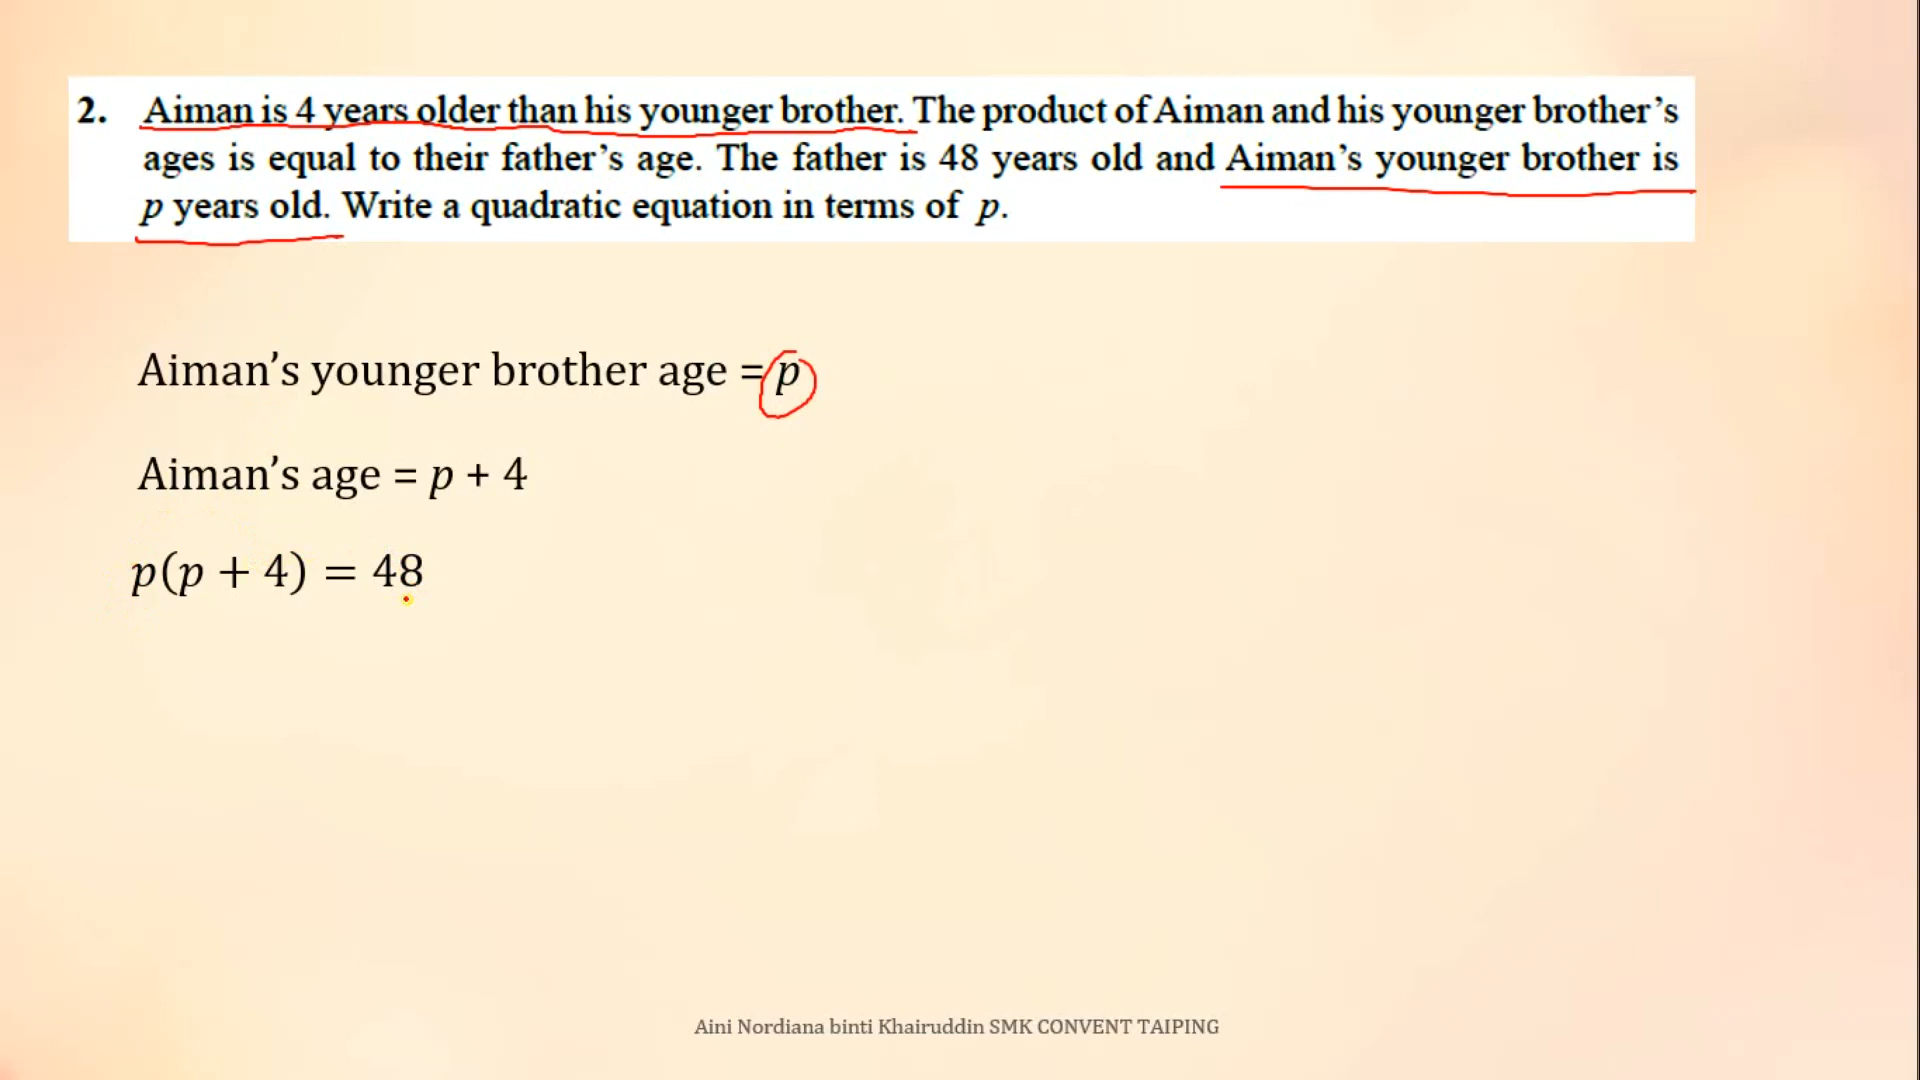 2. Aiman is 4 years older than his younger brother. The product of Aiman and his younger brother’s
ages is equal to their father’s age. The father is 48 years old and Aiman’s younger brother is
p years old. Write a quadratic equation in terms of p.
Aiman’s younger brother age = p
Aiman’s age = p + 4
p(p + 4) = 48
Aini Nordiana binti Khairuddin SMK CONVENT TAIPING